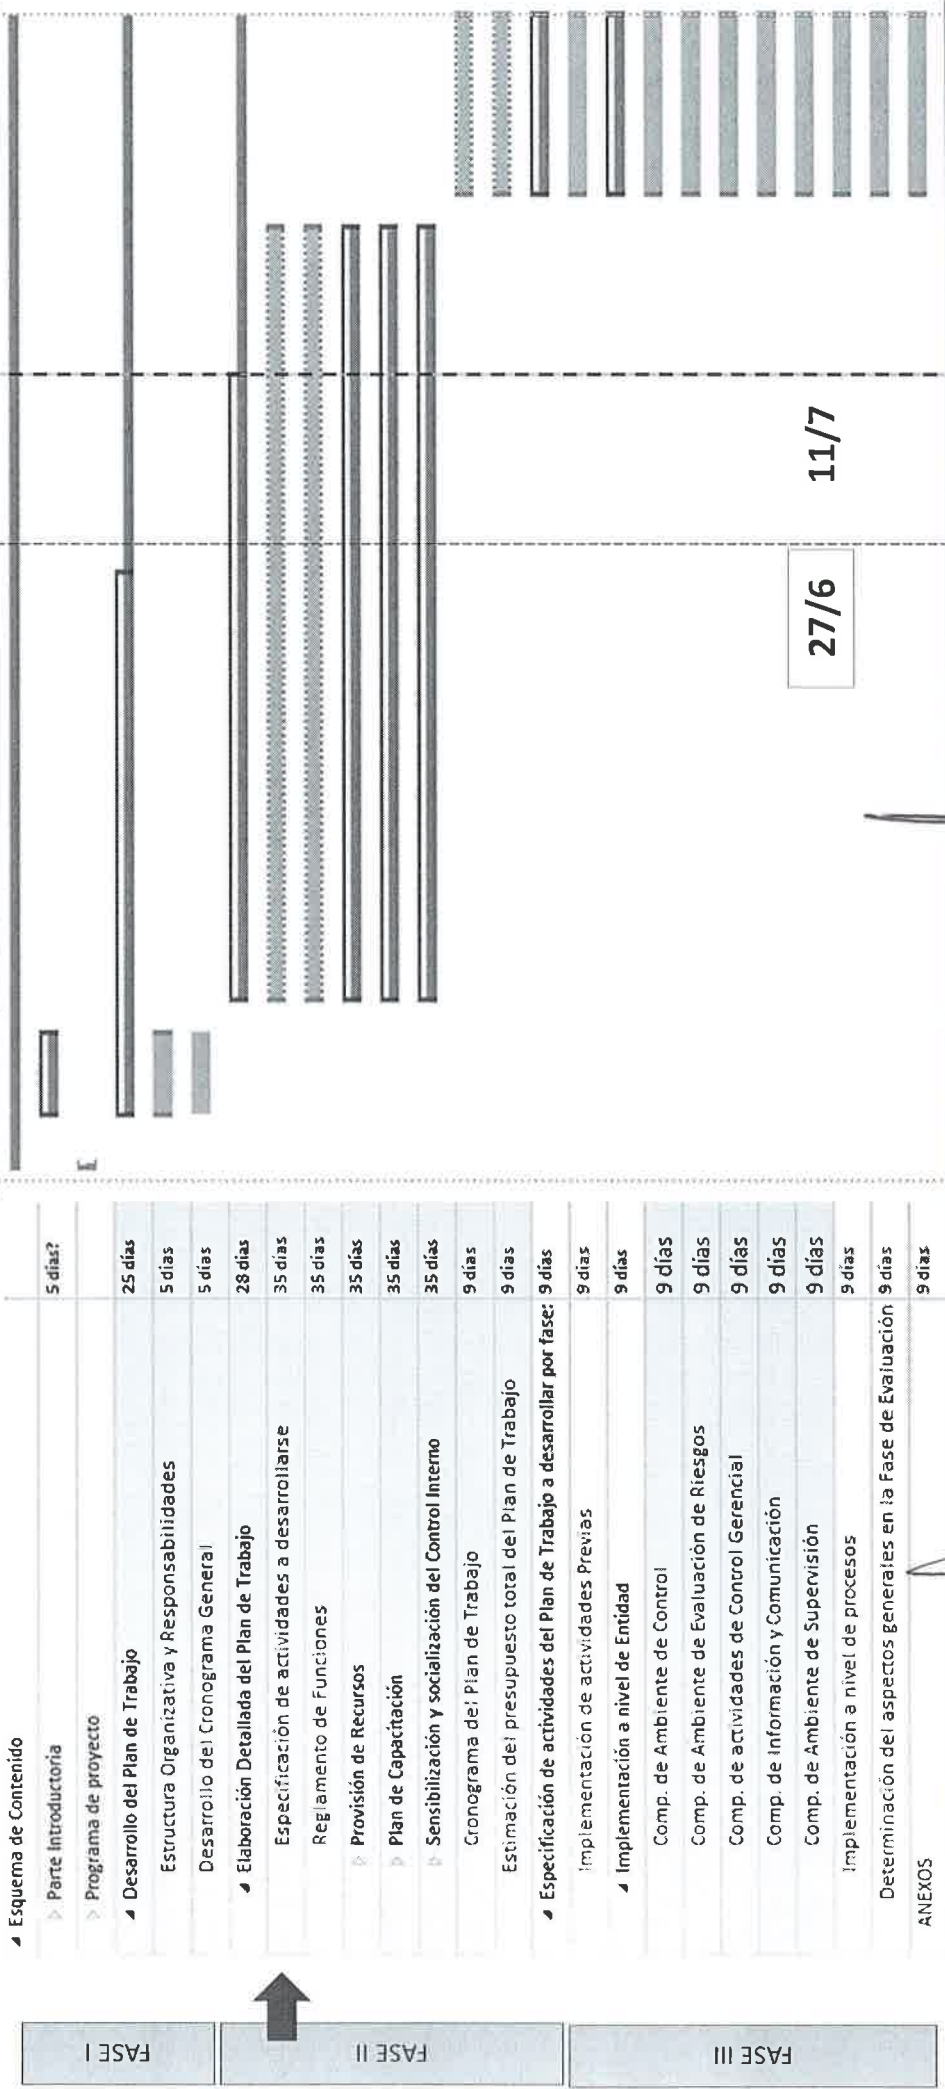 Esquema de Contenido
Parte Introductoria 5 días?
Programa de proyecto
Desarrollo del Plan de Trabajo 25 días
Estructura Organizativa y Responsabilidades 5 días
Desarrollo del Cronograma General 5 días
Elaboración Detallada del Plan de Trabajo 28 días
Especificación de actividades a desarrollarse 35 días
Reglamento de Funciones 35 días
Provisión de Recursos 35 días
Plan de Capacitación 35 días
Sensibilización y socialización del Control Interno 35 días
Cronograma del Plan de Trabajo 9 días
Estimación del presupuesto total del Plan de Trabajo 9 días
Especificación de actividades del Plan de Trabajo a desarrollar por fase: 9 días
Implementación de actividades Previas 9 días
Implementación a nivel de Entidad 9 días
Comp. de Ambiente de Control 9 días
Comp. de Ambiente de Evaluación de Riesgos 9 días
Comp. de actividades de Control Gerencial 9 días
Comp. de Información y Comunicación 9 días
Comp. de Ambiente de Supervisión 9 días
Implementación a nivel de procesos 9 días
Determinación del aspectos generales en la Fase de Evaluación 9 días
ANEXOS 9 días
FASE I
FASE II
FASE III
27/6
11/7